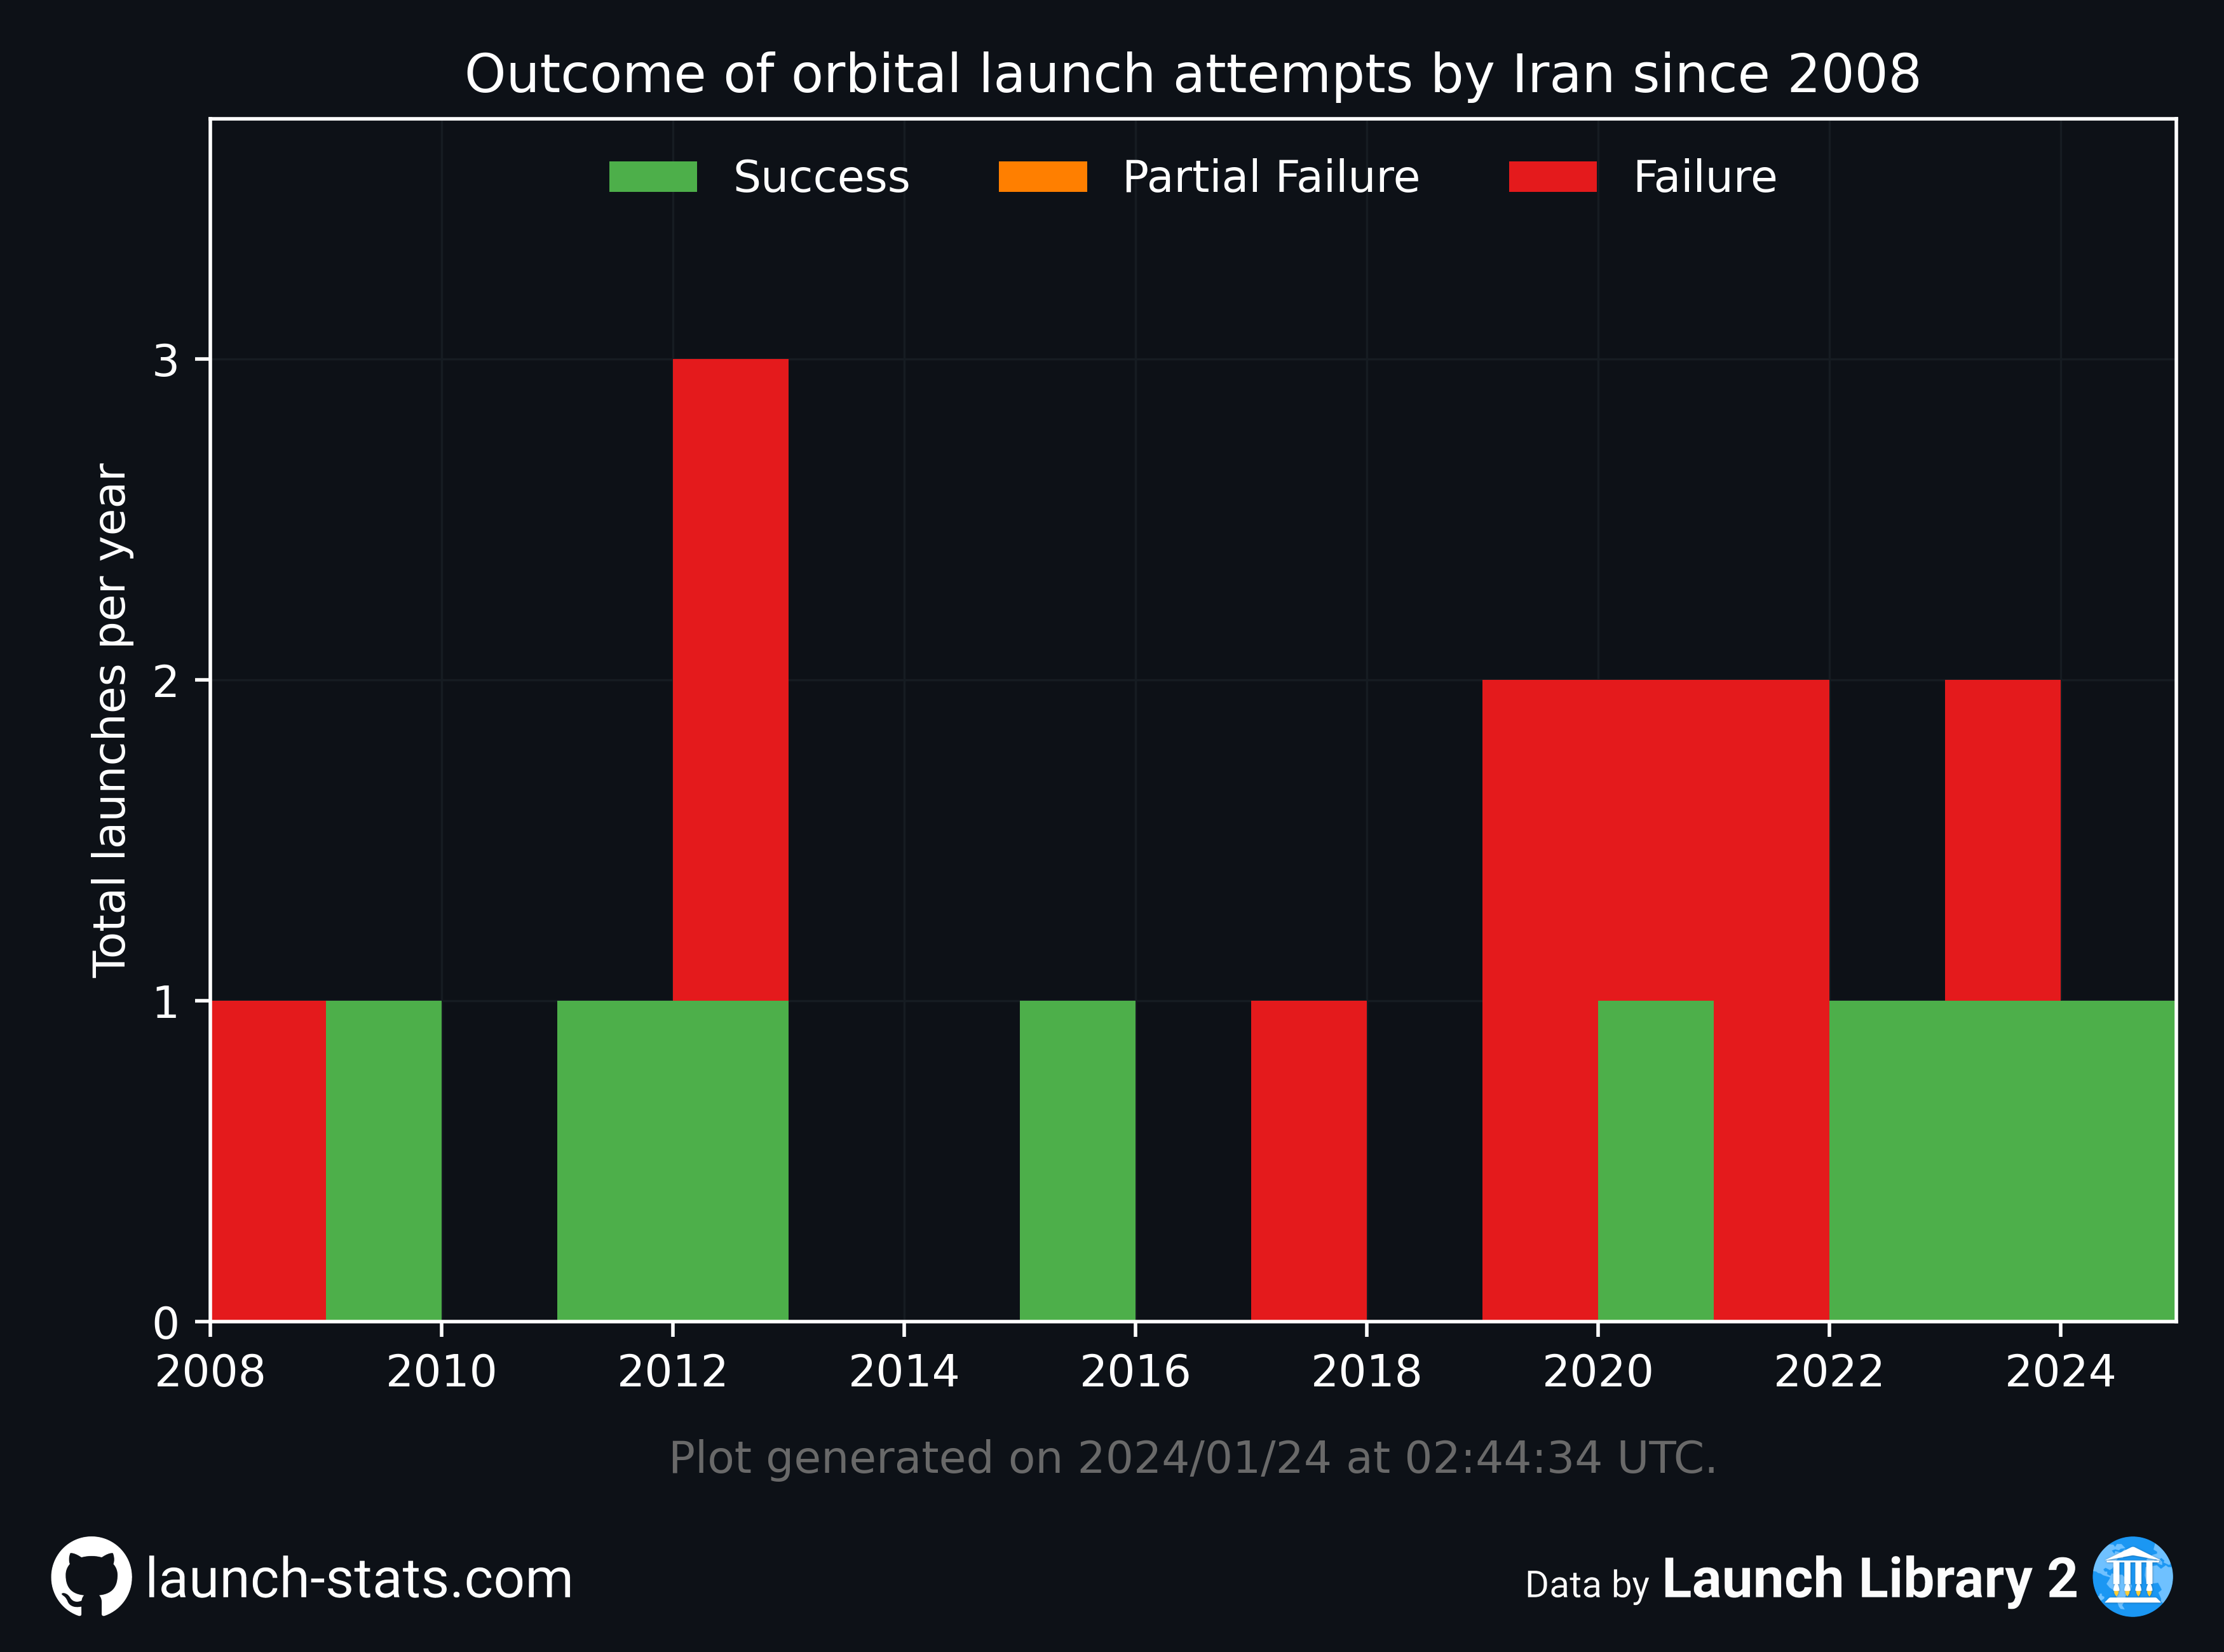 Outcome of orbital launch attempts by Iran since 2008
Success Partial Failure Failure
Total launches per year
3
2
1
0
2008 2010 2012 2014 2016 2018 2020 2022 2024
Plot generated on 2024/01/24 at 02:44:34 UTC.
launch-stats.com
Data by Launch Library 2